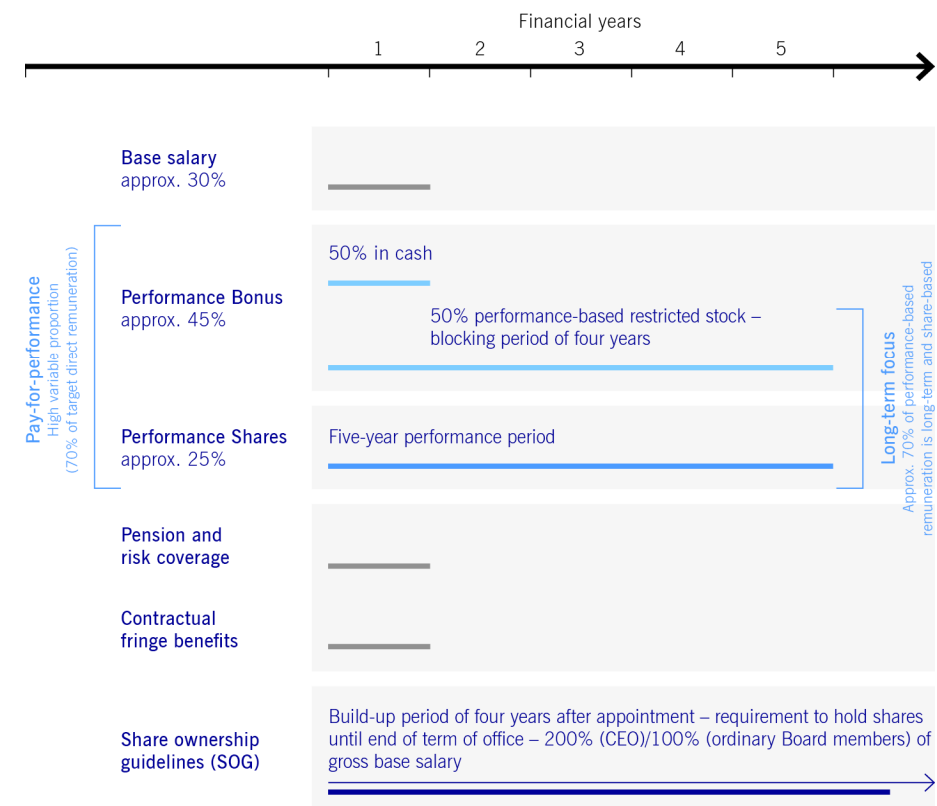 Financial years
1 2 3 4 5
Base salary
approx. 30%
Pay-for-performance
High variable proportion
(70% of target direct remuneration)
Performance Bonus
approx. 45%
50% in cash
50% performance-based restricted stock –
blocking period of four years
Performance Shares
approx. 25%
Five-year performance period
Long-term focus
Approx. 70% of performance-based
remuneration is long-term and share-based
Pension and
risk coverage
Contractual
fringe benefits
Share ownership
guidelines (SOG)
Build-up period of four years after appointment – requirement to hold shares
until end of term of office – 200% (CEO)/100% (ordinary Board members) of
gross base salary